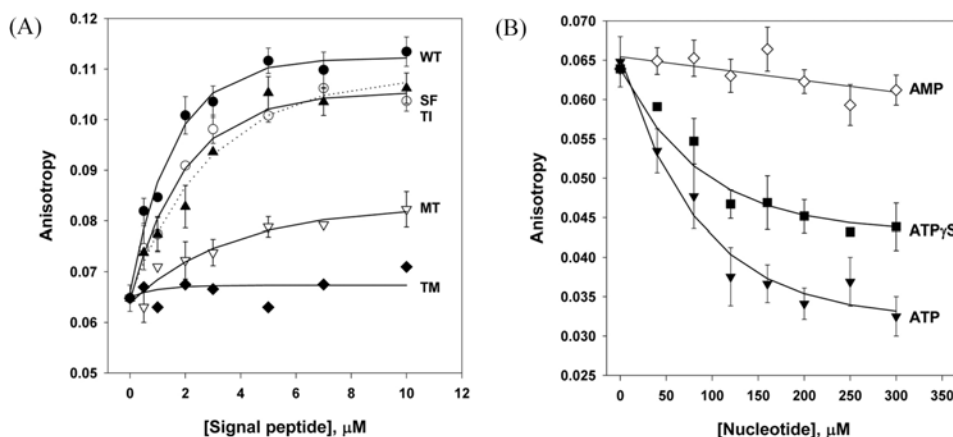 (A)
0.12
0.11
0.10
0.09
0.08
0.07
0.06
0.05
Anisotropy
WT
SF
TI
MT
TM
0 2 4 6 8 10 12
[Signal peptide], μM
(B)
0.070
0.065
0.060
0.055
0.050
0.045
0.040
0.035
0.030
0.025
Anisotropy
AMP
ATPγS
ATP
0 50 100 150 200 250 300 350
[Nucleotide], μM